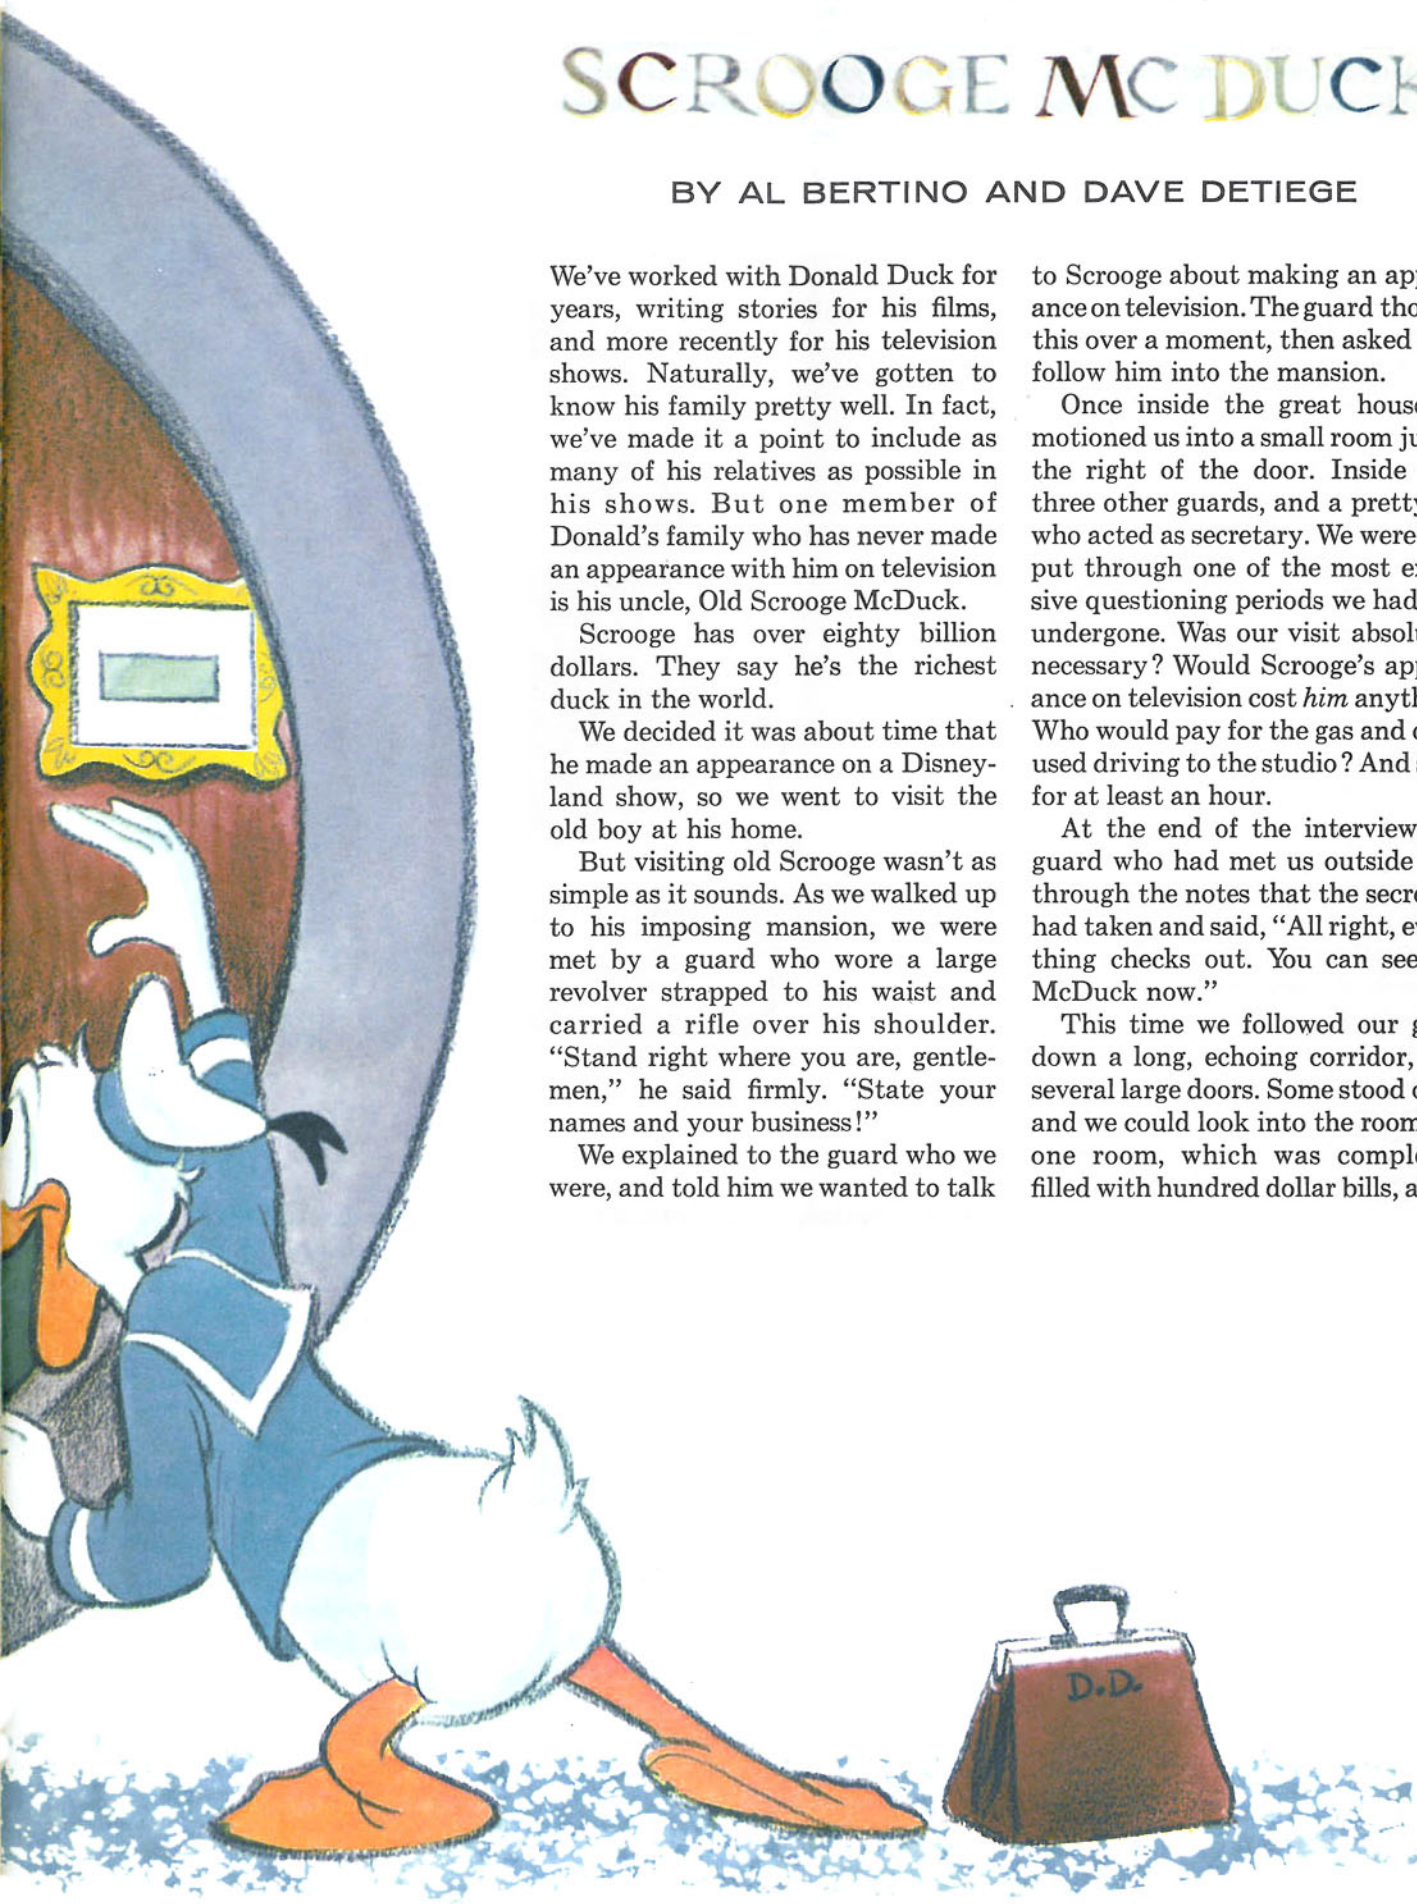 SCROOGE MC DUCK
BY AL BERTINO AND DAVE DETIEGE
We've worked with Donald Duck for
years, writing stories for his films,
and more recently for his television
shows. Naturally, we've gotten to
know his family pretty well. In fact,
we've made it a point to include as
many of his relatives as possible in
his shows. But one member of
Donald's family who has never made
an appearance with him on television
is his uncle, Old Scrooge McDuck.
Scrooge has over eighty billion
dollars. They say he's the richest
duck in the world.
We decided it was about time that
he made an appearance on a Disney-
land show, so we went to visit the
old boy at his home.
But visiting old Scrooge wasn't as
simple as it sounds. As we walked up
to his imposing mansion, we were
met by a guard who wore a large
revolver strapped to his waist and
carried a rifle over his shoulder.
“Stand right where you are, gentle-
men,” he said firmly. “State your
names and your business!”
We explained to the guard who we
were, and told him we wanted to talk
to Scrooge about making an
ance on television. The guard
this over a moment, then asked
follow him into the mansion.
Once inside the great
motioned us into a small room
the right of the door. Inside
three other guards, and a
who acted as secretary. We were
put through one of the most
sive questioning periods we had
undergone. Was our visit
necessary? Would Scrooge's
ance on television cost him
Who would pay for the gas and
used driving to the studio? And
for at least an hour.
At the end of the interview
guard who had met us outside
through the notes that the
had taken and said, “All right,
thing checks out. You can see
McDuck now.”
This time we followed our
down a long, echoing corridor,
several large doors. Some stood
and we could look into the
one room, which was
filled with hundred dollar bills,
D.D.